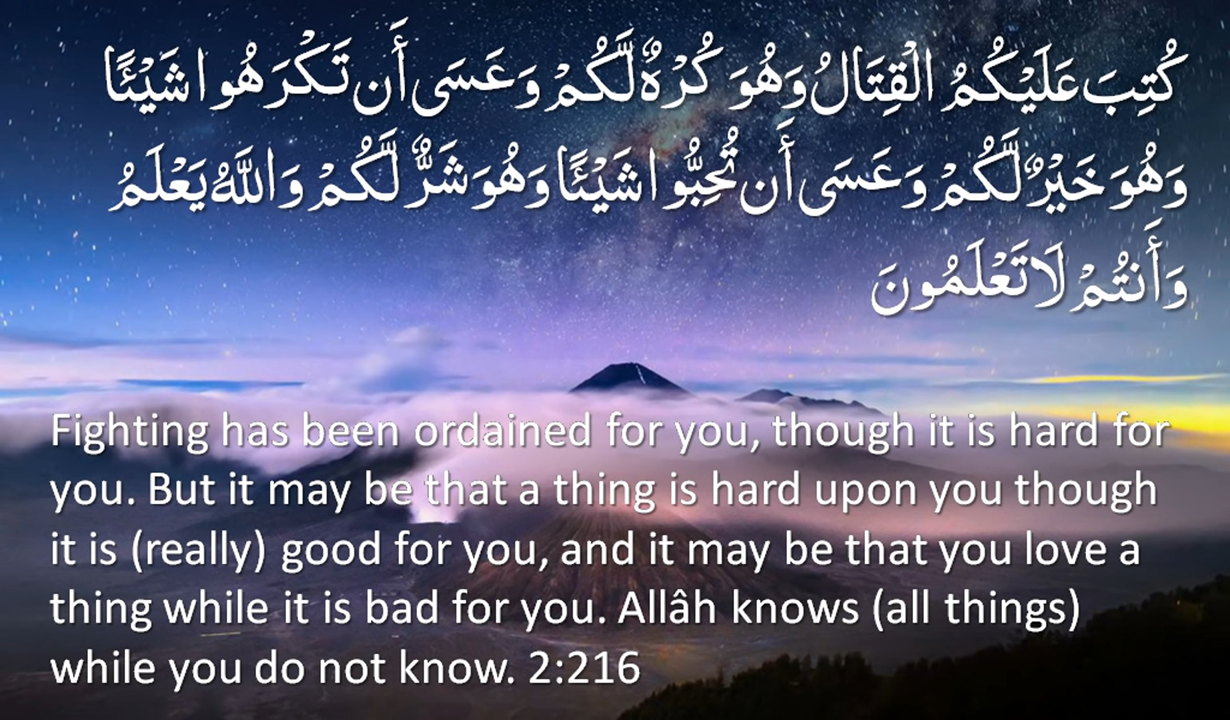 كُتِبَ عَلَيْكُمُ الْقِتَالُ وَهُوَ كُرْهٌ لَّكُمْ وَعَسَى أَن تَكْرَهُوا شَيْئًا
وَهُوَ خَيْرٌ لَّكُمْ وَعَسَى أَن تُحِبُّوا شَيْئًا وَهُوَ شَرٌّ لَّكُمْ وَاللَّهُ يَعْلَمُ
وَأَنتُمْ لَا تَعْلَمُونَ
Fighting has been ordained for you, though it is hard for
you. But it may be that a thing is hard upon you though
it is (really) good for you, and it may be that you love a
thing while it is bad for you. Allâh knows (all things)
while you do not know. 2:216